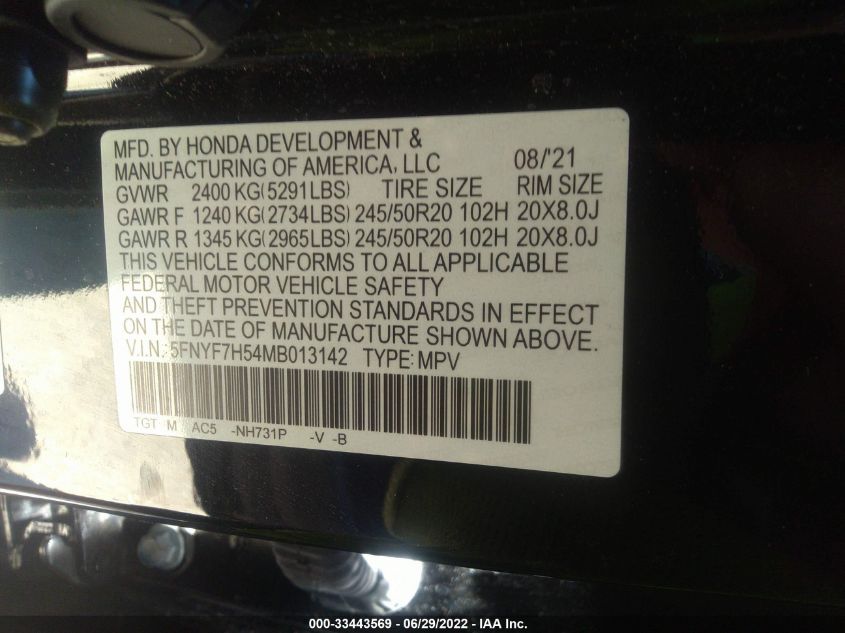 MFD. BY HONDA DEVELOPMENT &
MANUFACTURING OF AMERICA, LLC 08/'21
GVWR 2400 KG(5291LBS) TIRE SIZE RIM SIZE
GAWR F 1240 KG(2734LBS) 245/50R20 102H 20X8.0J
GAWR R 1345 KG(2965LBS) 245/50R20 102H 20X8.0J
THIS VEHICLE CONFORMS TO ALL APPLICABLE
FEDERAL MOTOR VEHICLE SAFETY
AND THEFT PREVENTION STANDARDS IN EFFECT
ON THE DATE OF MANUFACTURE SHOWN ABOVE.
V.I.N.: 5FNYF7H54MB013142 TYPE: MPV
TGT M AC5 -NH731P -V -B
000-33443569 - 06/29/2022 - IAA Inc.